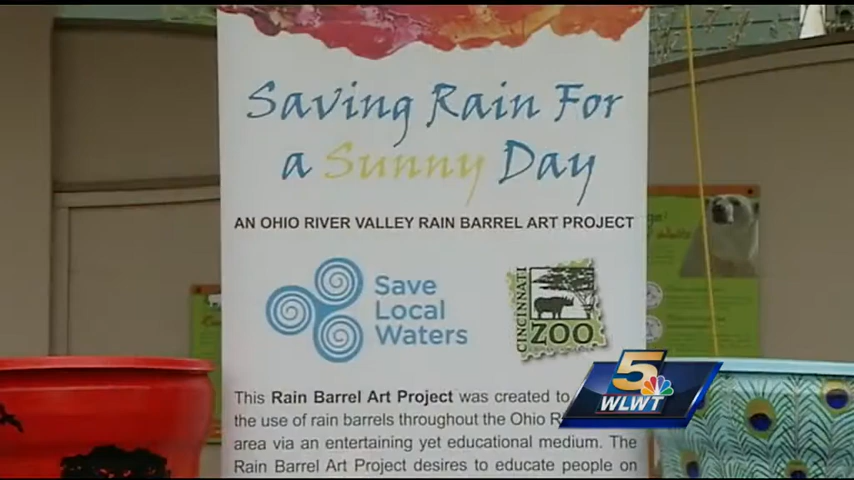 Saving Rain For
a Sunny Day
AN OHIO RIVER VALLEY RAIN BARREL ART PROJECT
Save
Local
Waters
CINCINNATI
ZOO
This Rain Barrel Art Project was created to
the use of rain barrels throughout the Ohio
area via an entertaining yet educational medium. The
Rain Barrel Art Project desires to educate people on
5
WLWT